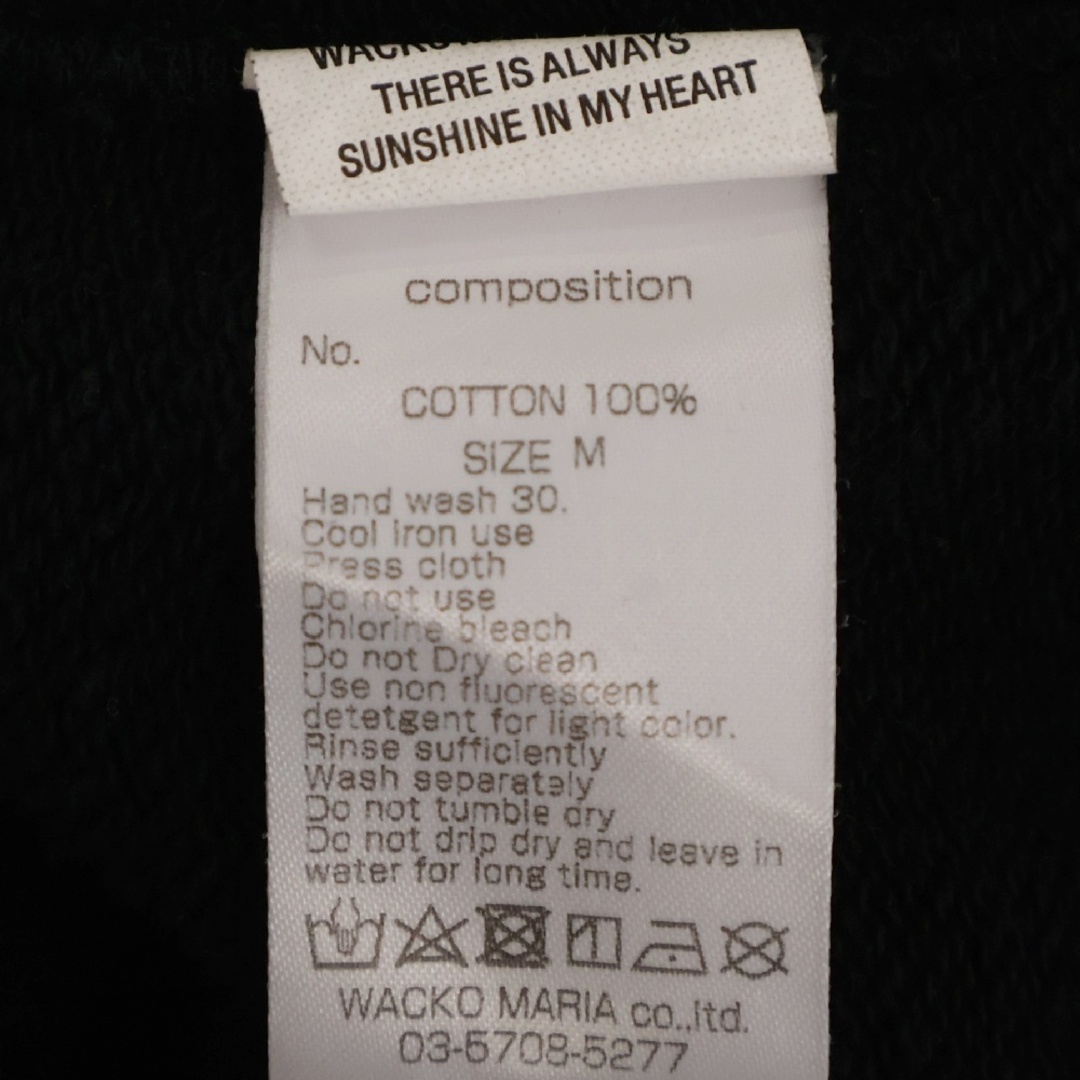 THERE IS ALWAYS
SUNSHINE IN MY HEART
composition
No.
COTTON 100%
SIZE M
Hand wash 30.
Cool iron use
Press cloth
Do not use
Chlorine bleach
Do not Dry clean
Use non fluorescent
detetgent for light color.
Rinse sufficiently
Wash separately
Do not tumble dry
Do not drip dry and leave in
water for long time.
WACKO MARIA co.,ltd.
03-5708-5277